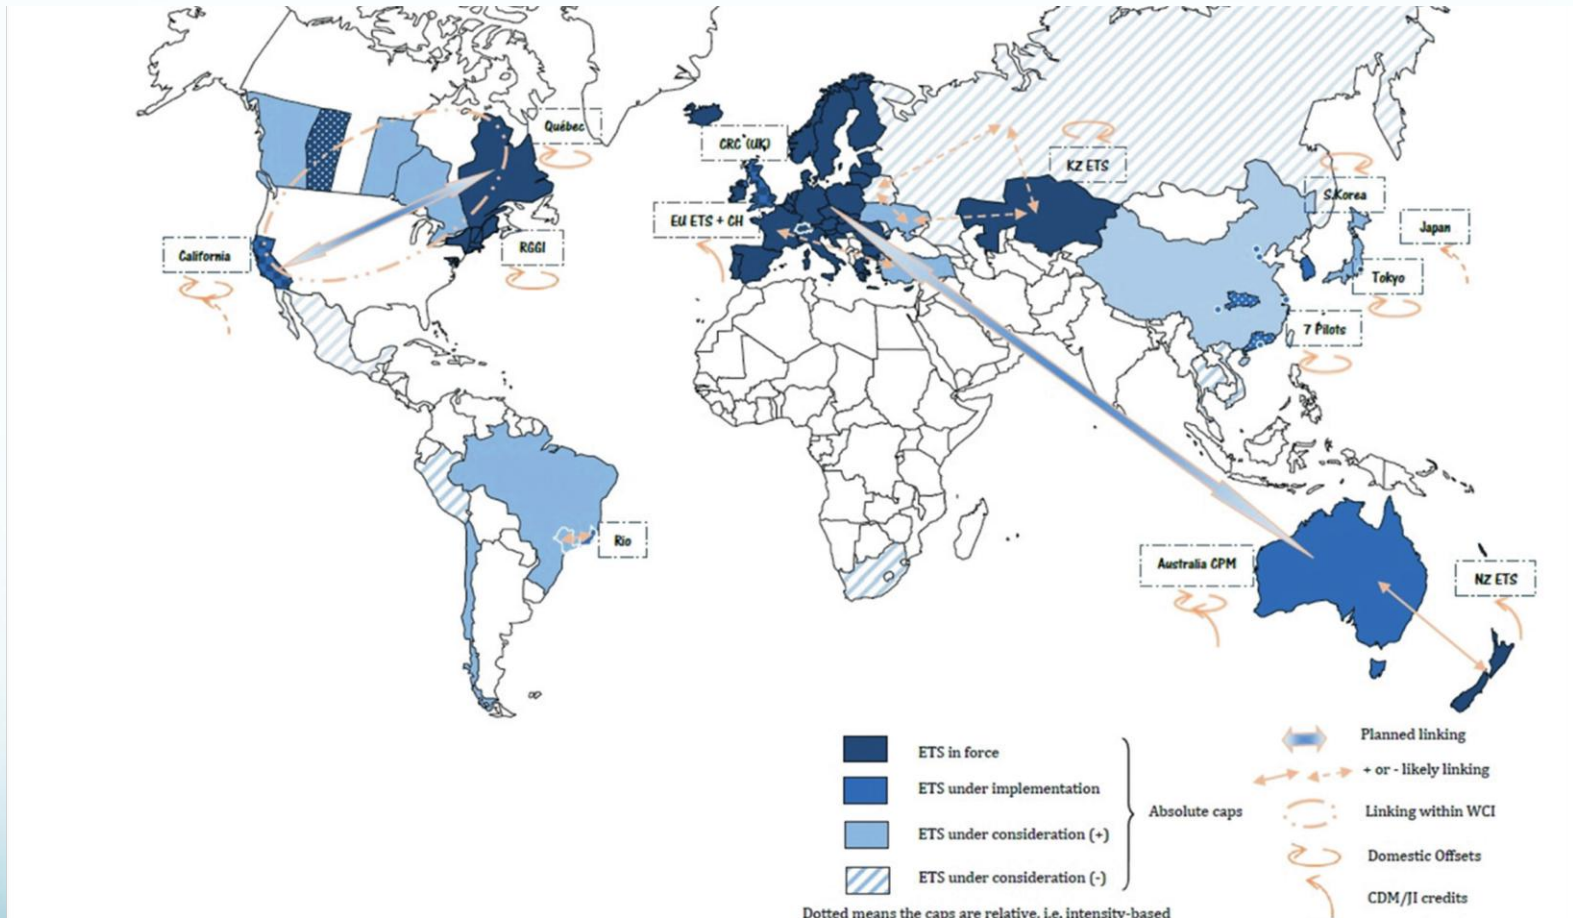 Québec
CRC (UK)
KZ ETS
S.Korea
EU ETS + CH
Japan
California
RGGI
Tokyo
7 Pilots
Rio
Australia CPM
NZ ETS
ETS in force
ETS under implementation
ETS under consideration (+)
ETS under consideration (-)
Absolute caps
Planned linking
+ or - likely linking
Linking within WCI
Domestic Offsets
CDM/JI credits
Dotted means the caps are relative, i.e. intensity-based